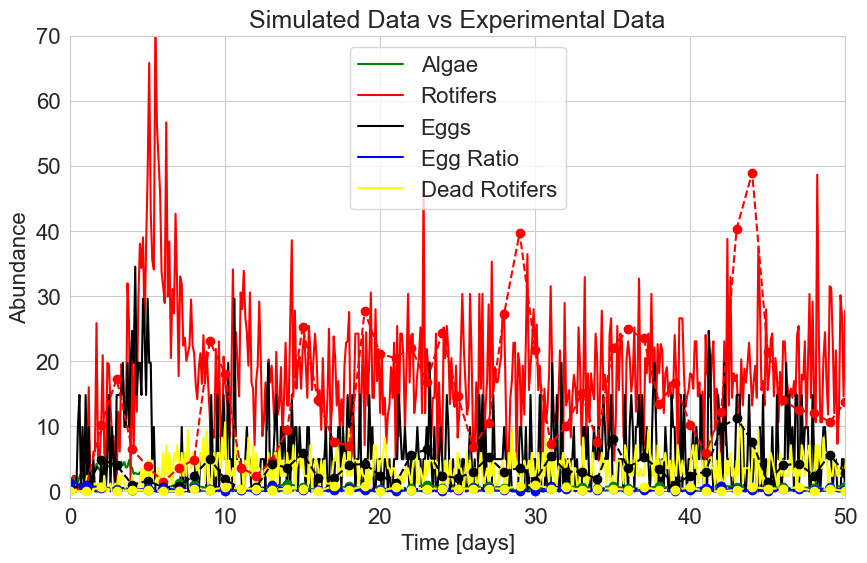 Simulated Data vs Experimental Data
Abundance
70
60
50
40
30
20
10
0
Algae
Rotifers
Eggs
Egg Ratio
Dead Rotifers
0 10 20 30 40 50
Time [days]